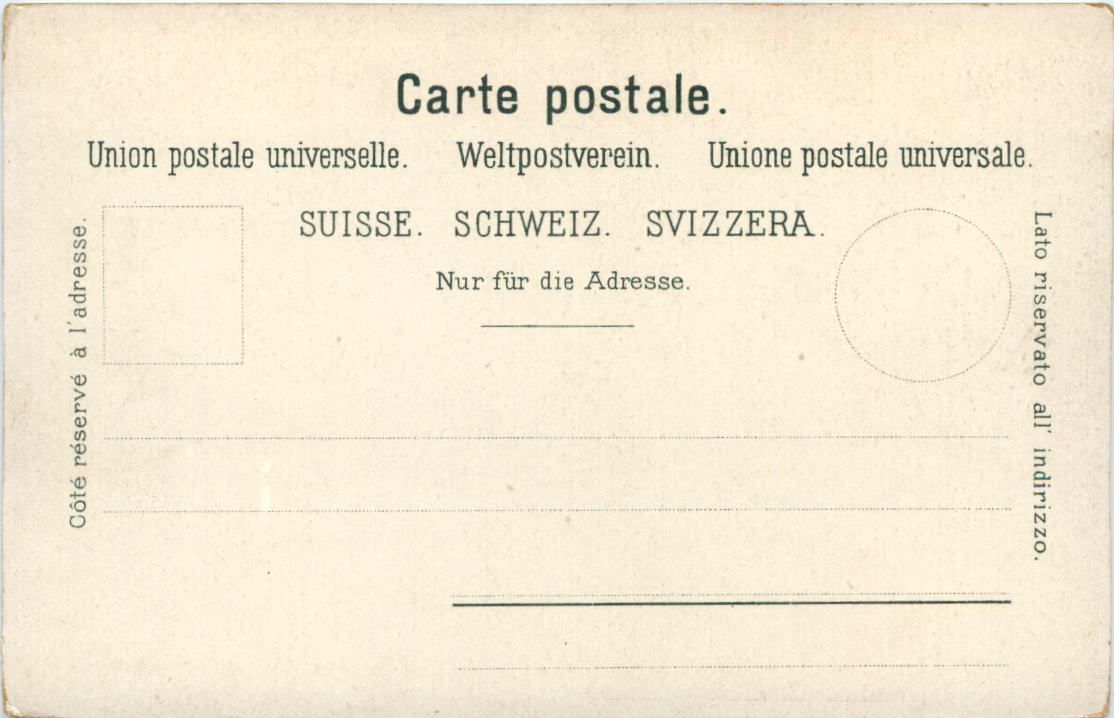 Carte postale.
Union postale universelle. Weltpostverein. Unione postale universale.
SUISSE. SCHWEIZ. SVIZZERA.
Nur für die Adresse.
Côté réservé à l'adresse.
Lato riservato all' indirizzo.